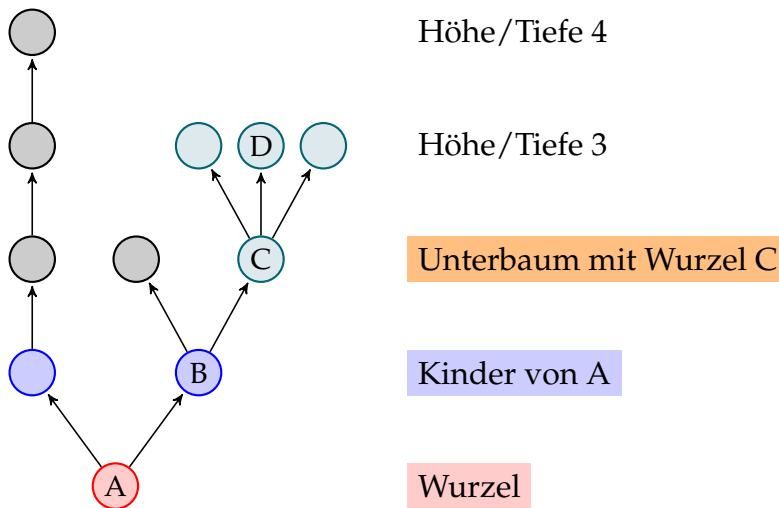 Höhe/Tiefe 4
D
Höhe/Tiefe 3
C
Unterbaum mit Wurzel C
B
Kinder von A
A
Wurzel